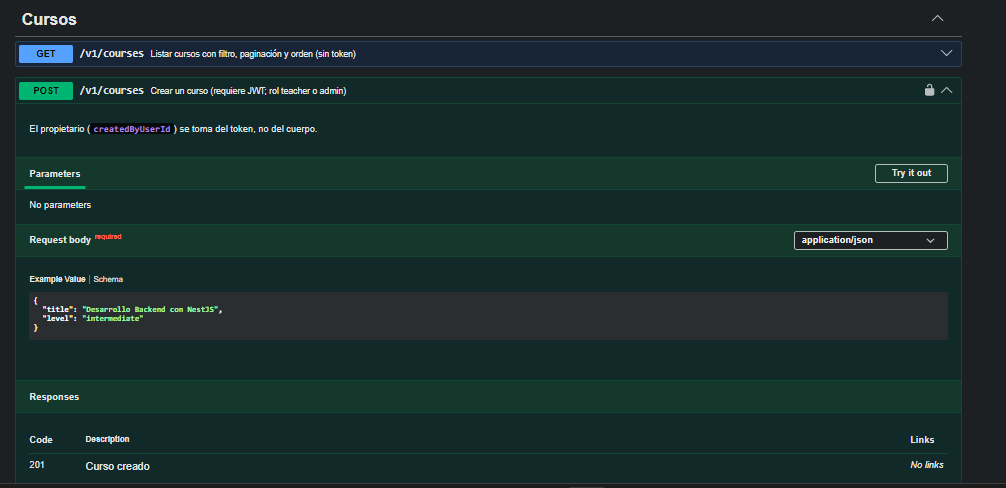 Cursos
GET /v1/courses Listar cursos con filtro, paginación y orden (sin token)
POST /v1/courses Crear un curso (requiere JWT; rol teacher o admin)
El propietario ( createdByUserId ) se toma del token, no del cuerpo.
Parameters Try it out
No parameters
Request body required application/json
Example Value | Schema
{
"title": "Desarrollo Backend con NestJS",
"level": "intermediate"
}
Responses
Code Description Links
201 Curso creado No links